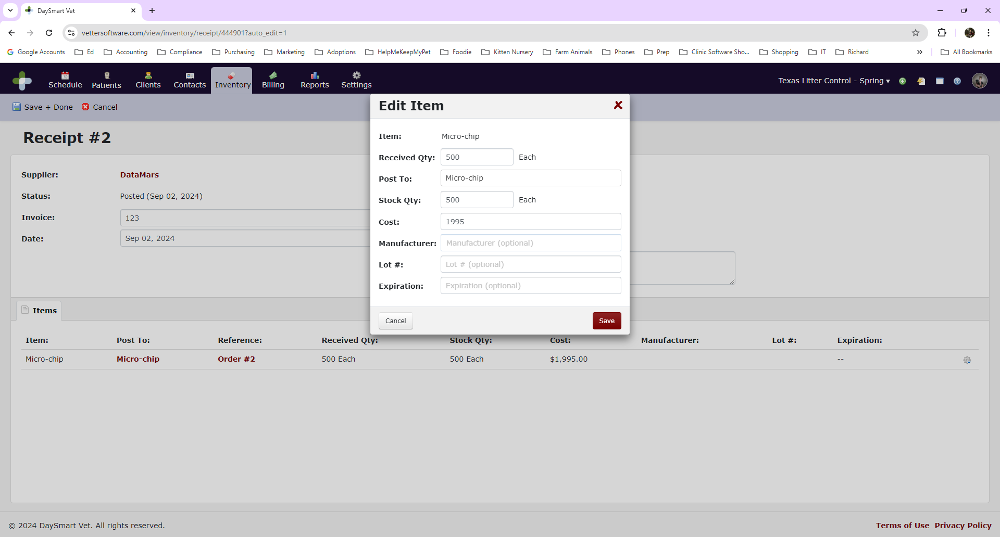 DaySmart Vet
vettersoftware.com/view/inventory/receipt/444901?auto_edit=1
Google Accounts Ed Accounting Compliance Purchasing Marketing Adoptions HelpMeKeepMyPet Foodie Kitten Nursery Farm Animals Phones Prep Clinic Software Sho... Shopping IT Richard » All Bookmarks
Schedule Patients Clients Contacts Inventory Billing Reports Settings Texas Litter Control - Spring
Save + Done Cancel
Edit Item
Receipt #2
Item: Micro-chip
Received Qty: 500 Each
Post To: Micro-chip
Stock Qty: 500 Each
Cost: 1995
Manufacturer: Manufacturer (optional)
Lot #: Lot # (optional)
Expiration: Expiration (optional)
Cancel Save
Supplier: DataMars
Status: Posted (Sep 02, 2024)
Invoice: 123
Date: Sep 02, 2024
Items
Item: Post To: Reference: Received Qty: Stock Qty: Cost: Manufacturer: Lot #: Expiration:
Micro-chip Micro-chip Order #2 500 Each 500 Each $1,995.00 --
© 2024 DaySmart Vet. All rights reserved. Terms of Use Privacy Policy